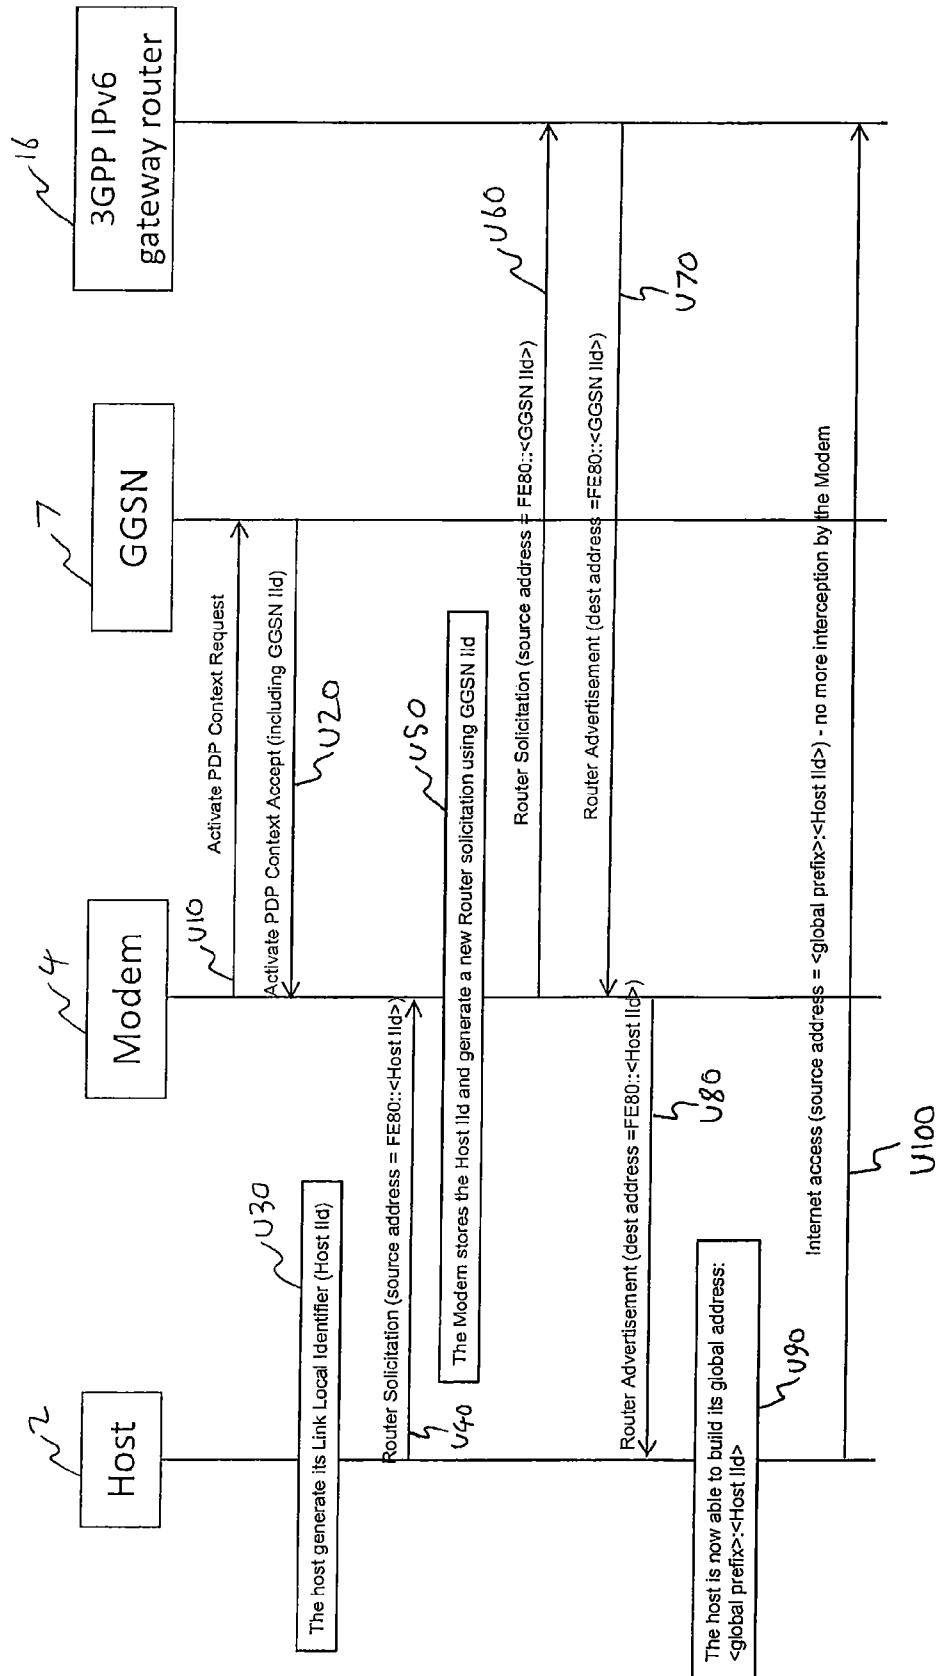 2
Host
4
Modem
7
GGSN
16
3GPP IPv6
gateway router
U10
Activate PDP Context Request
Activate PDP Context Accept (including GGSN IId)
U20
U30
The host generate its Link Local Identifier (Host IId)
Router Solicitation (source address = FE80::<Host IId>)
U40
U50
The Modem stores the Host IId and generate a new Router solicitation using GGSN IId
Router Solicitation (source address = FE80::<GGSN IId>)
U60
Router Advertisement (dest address =FE80::<GGSN IId>)
U70
Router Advertisement (dest address =FE80::<Host IId>)
U80
The host is now able to build its global address:
<global prefix>:<Host IId>
U90
Internet access (source address = <global prefix>:<Host IId>) - no more interception by the Modem
U100